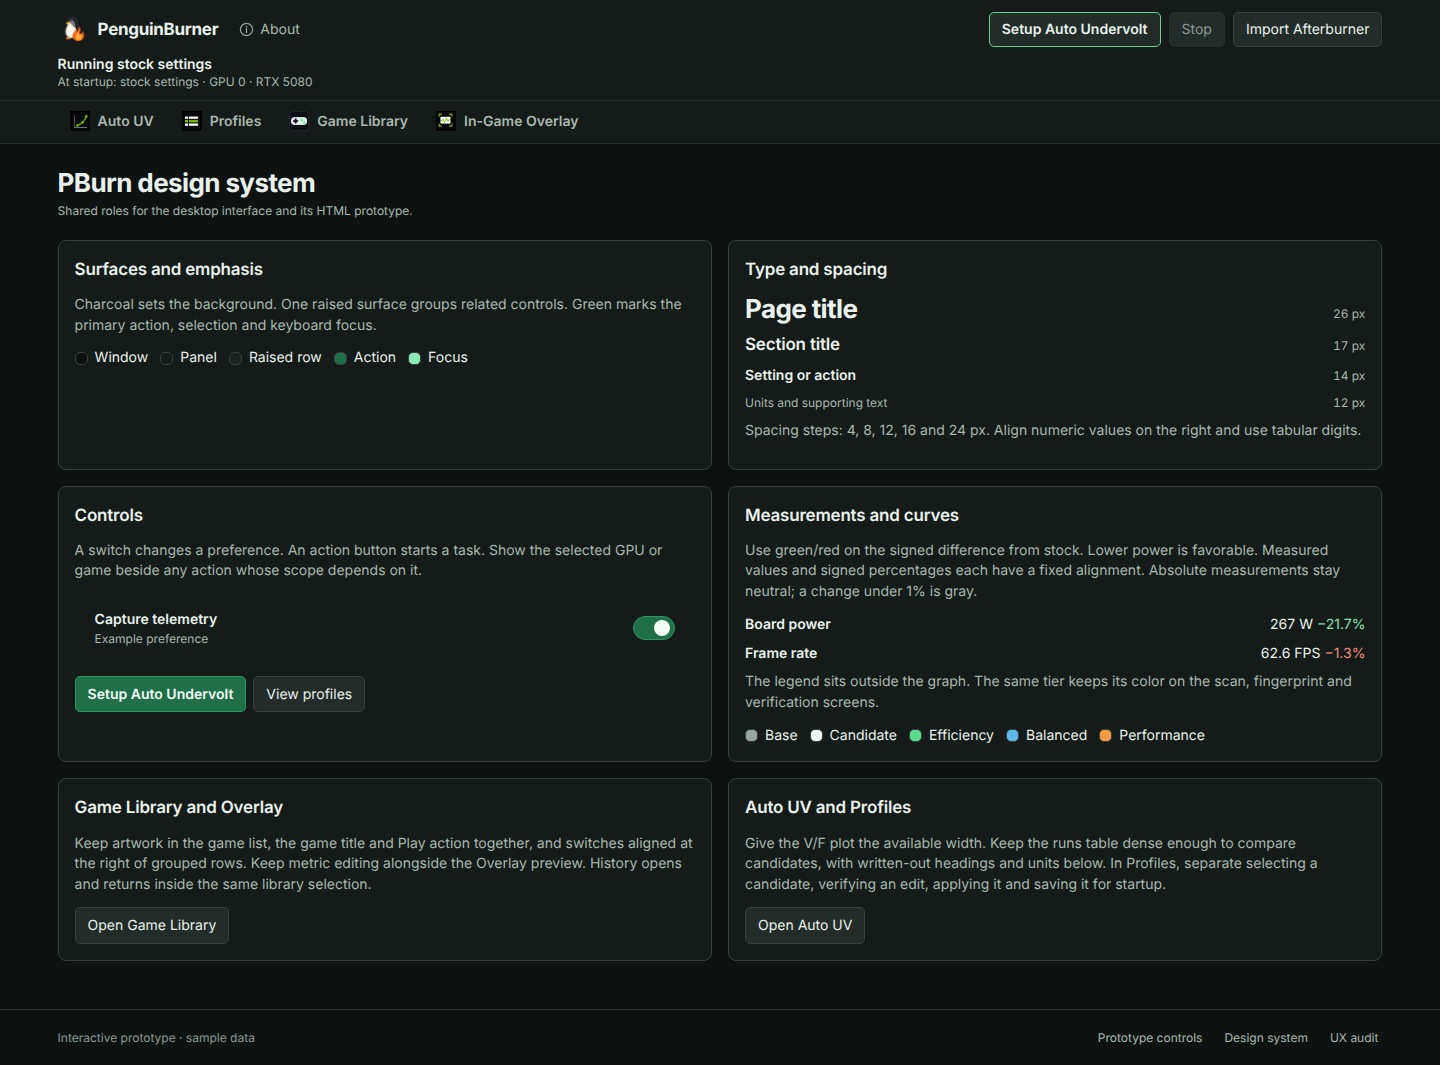 PenguinBurner
About
Setup Auto Undervolt
Stop
Import Afterburner
Running stock settings
At startup: stock settings · GPU 0 · RTX 5080
Auto UV
Profiles
Game Library
In-Game Overlay
PBurn design system
Shared roles for the desktop interface and its HTML prototype.
Surfaces and emphasis
Charcoal sets the background. One raised surface groups related controls. Green marks the
primary action, selection and keyboard focus.
Window
Panel
Raised row
Action
Focus
Type and spacing
Page title
26 px
Section title
17 px
Setting or action
14 px
Units and supporting text
12 px
Spacing steps: 4, 8, 12, 16 and 24 px. Align numeric values on the right and use tabular digits.
Controls
A switch changes a preference. An action button starts a task. Show the selected GPU or
game beside any action whose scope depends on it.
Capture telemetry
Example preference
Setup Auto Undervolt
View profiles
Measurements and curves
Use green/red on the signed difference from stock. Lower power is favorable. Measured
values and signed percentages each have a fixed alignment. Absolute measurements stay
neutral; a change under 1% is gray.
Board power
267 W −21.7%
Frame rate
62.6 FPS −1.3%
The legend sits outside the graph. The same tier keeps its color on the scan, fingerprint and
verification screens.
Base
Candidate
Efficiency
Balanced
Performance
Game Library and Overlay
Keep artwork in the game list, the game title and Play action together, and switches aligned at
the right of grouped rows. Keep metric editing alongside the Overlay preview. History opens
and returns inside the same library selection.
Open Game Library
Auto UV and Profiles
Give the V/F plot the available width. Keep the runs table dense enough to compare
candidates, with written-out headings and units below. In Profiles, separate selecting a
candidate, verifying an edit, applying it and saving it for startup.
Open Auto UV
Interactive prototype · sample data
Prototype controls
Design system
UX audit